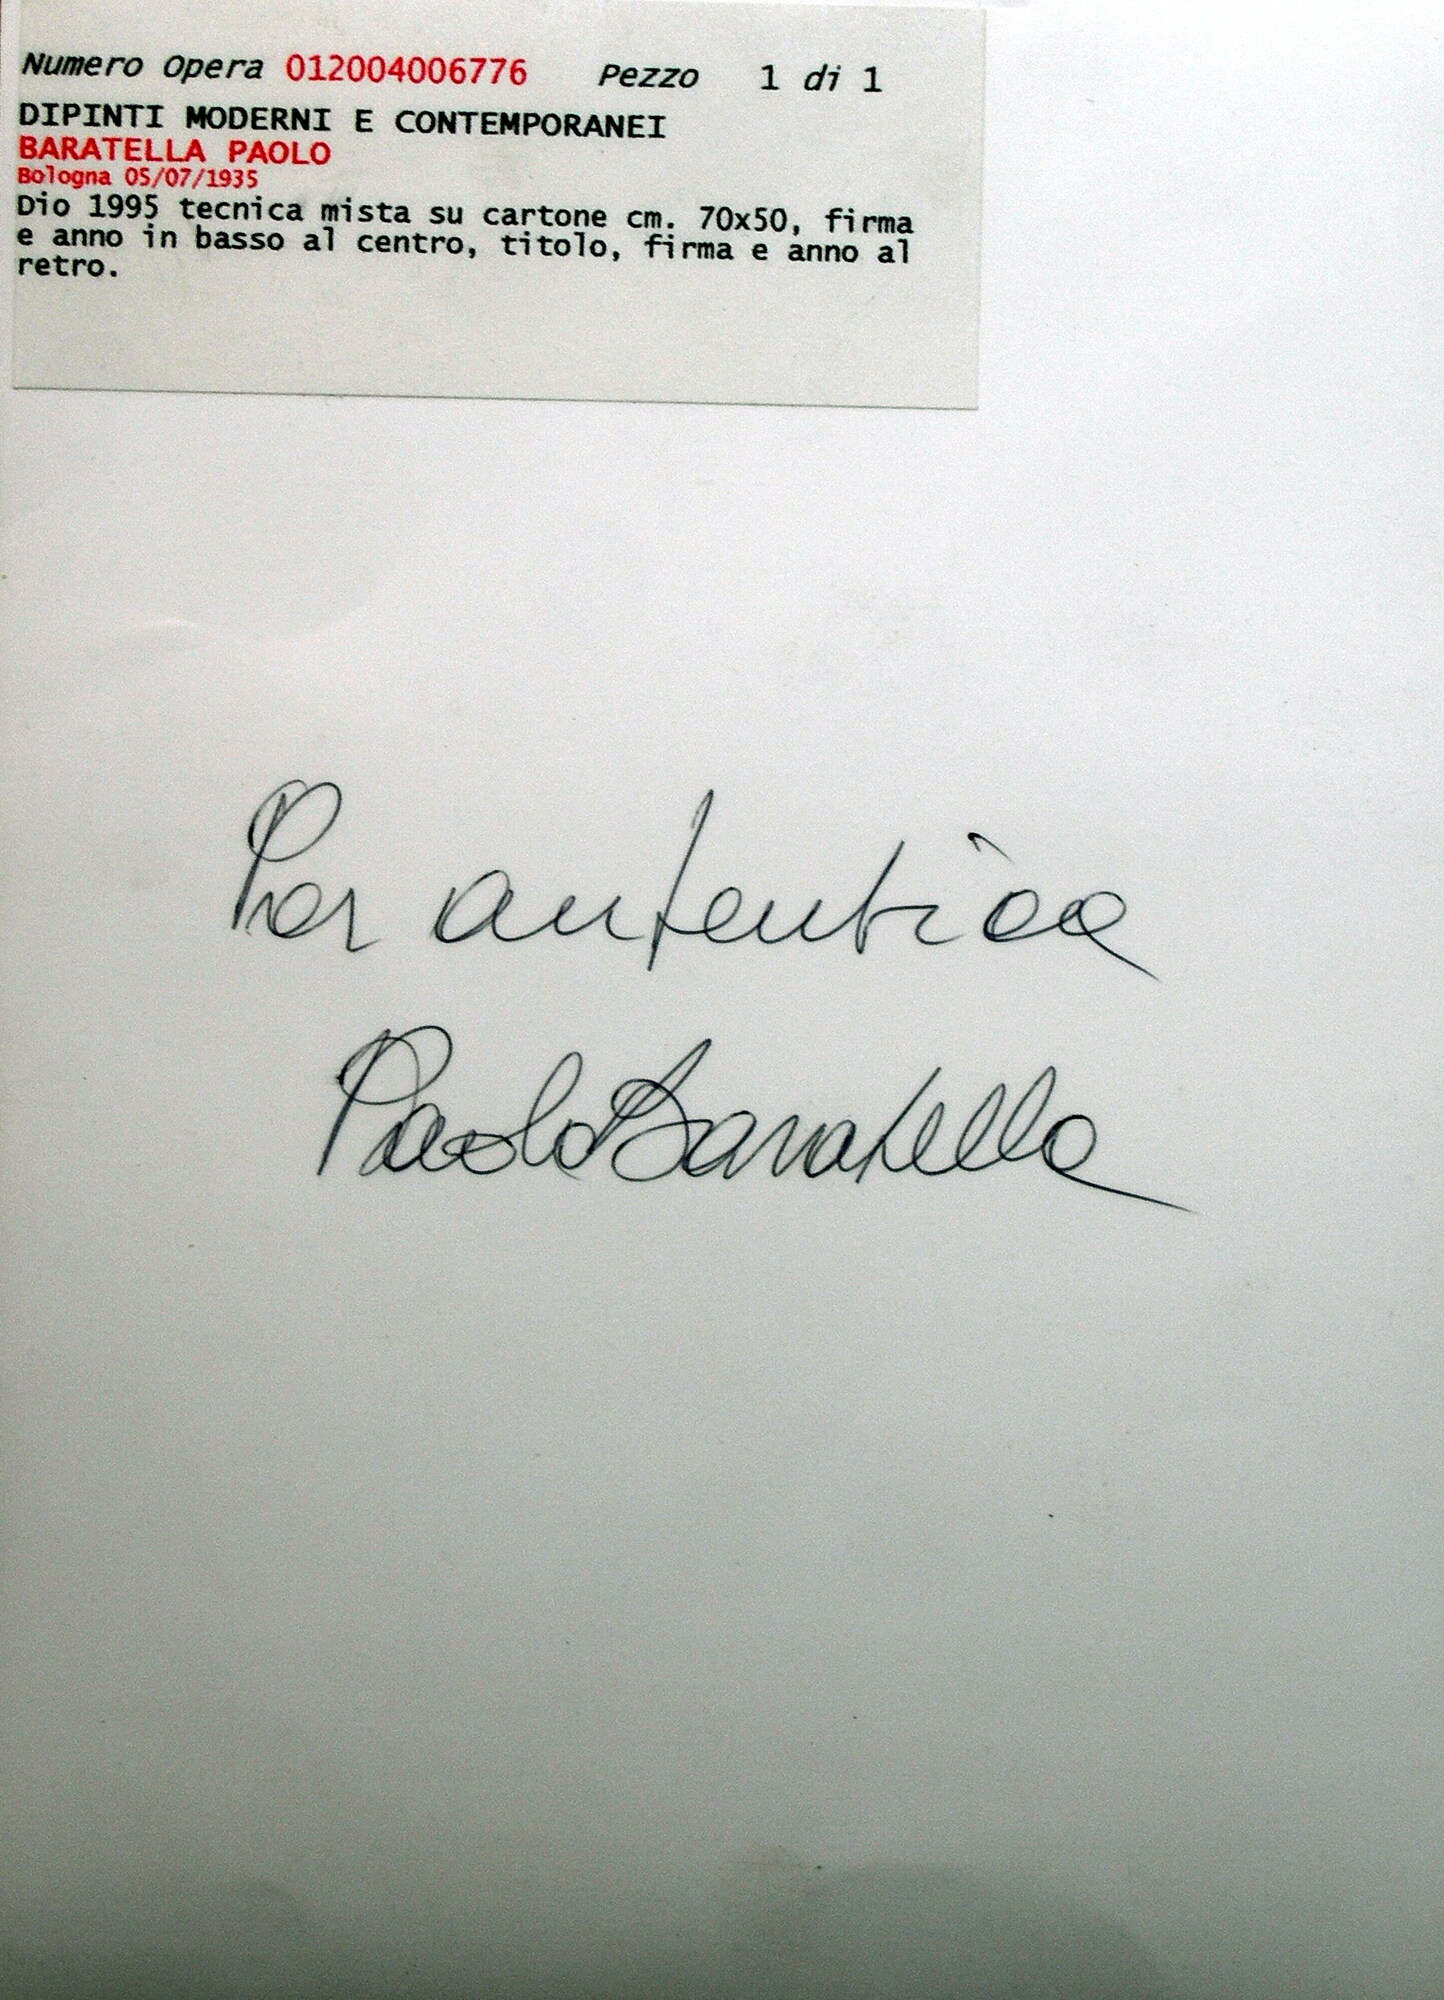 Numero Opera 012004006776 Pezzo 1 di 1
DIPINTI MODERNI E CONTEMPORANEI
BARATELLA PAOLO
Bologna 05/07/1935
Dio 1995 tecnica mista su cartone cm. 70x50, firma
e anno in basso al centro, titolo, firma e anno al
retro.
Per autentica
Paolo Baratella